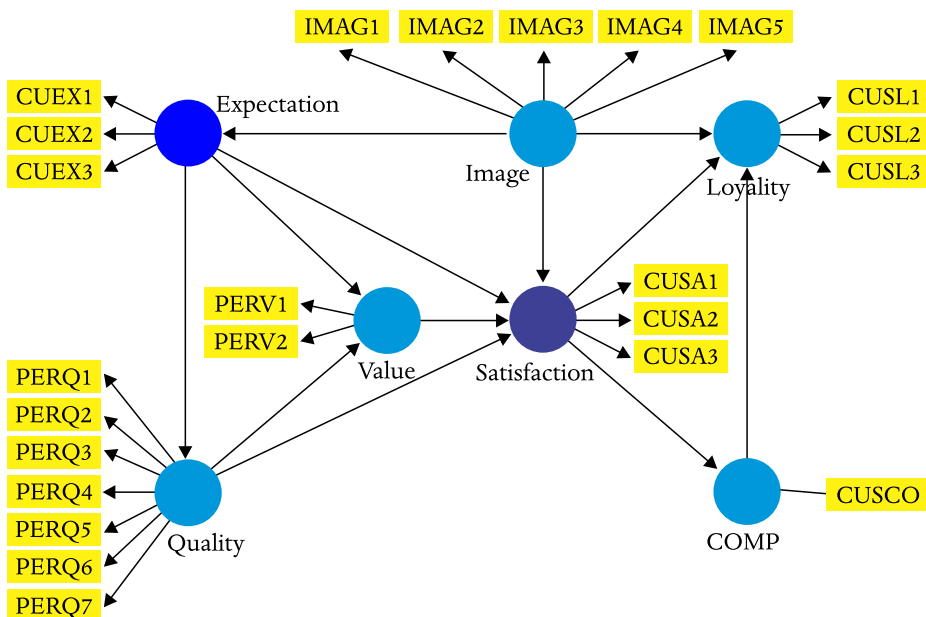 IMAG1 IMAG2 IMAG3 IMAG4 IMAG5
CUEX1
CUEX2
CUEX3
Expectation
Image
Loyality
CUSL1
CUSL2
CUSL3
PERV1
PERV2
Value
Satisfaction
CUSA1
CUSA2
CUSA3
PERQ1
PERQ2
PERQ3
PERQ4
PERQ5
PERQ6
PERQ7
Quality
COMP
CUSCO